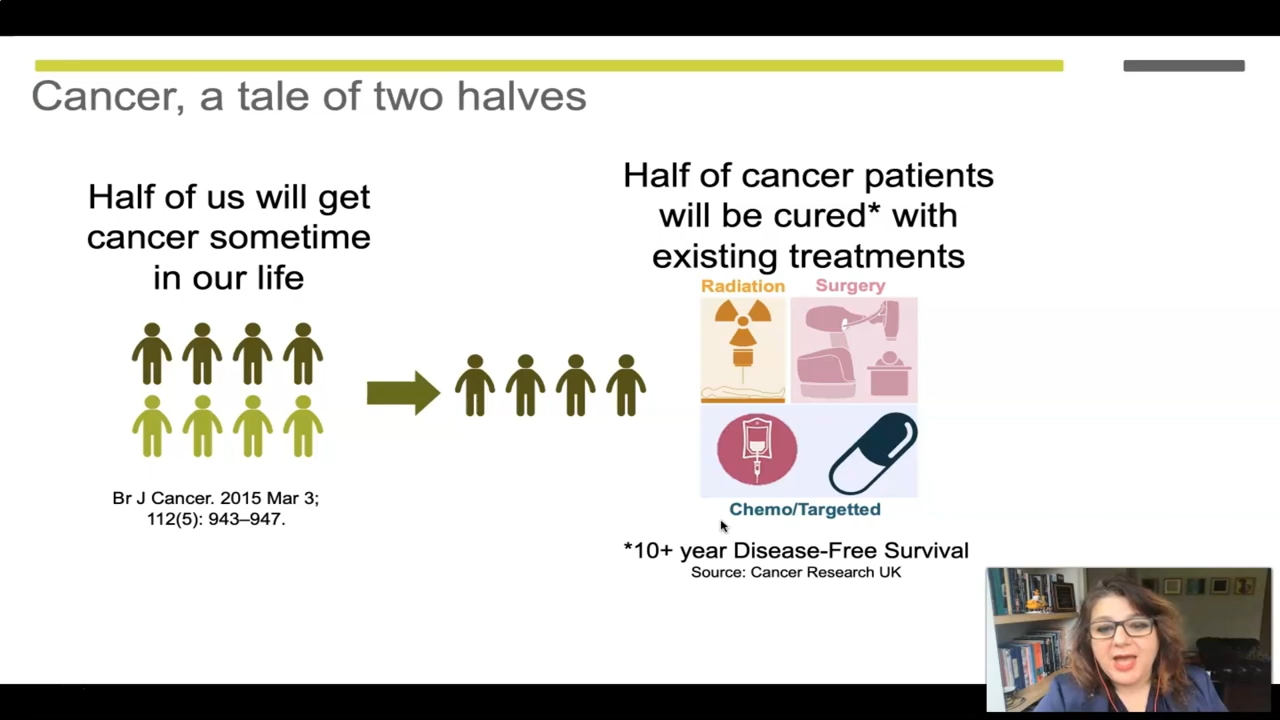 Cancer, a tale of two halves
Half of us will get
cancer sometime
in our life
Br J Cancer. 2015 Mar 3;
112(5): 943–947.
Half of cancer patients
will be cured* with
existing treatments
Radiation
Surgery
Chemo/Targetted
*10+ year Disease-Free Survival
Source: Cancer Research UK